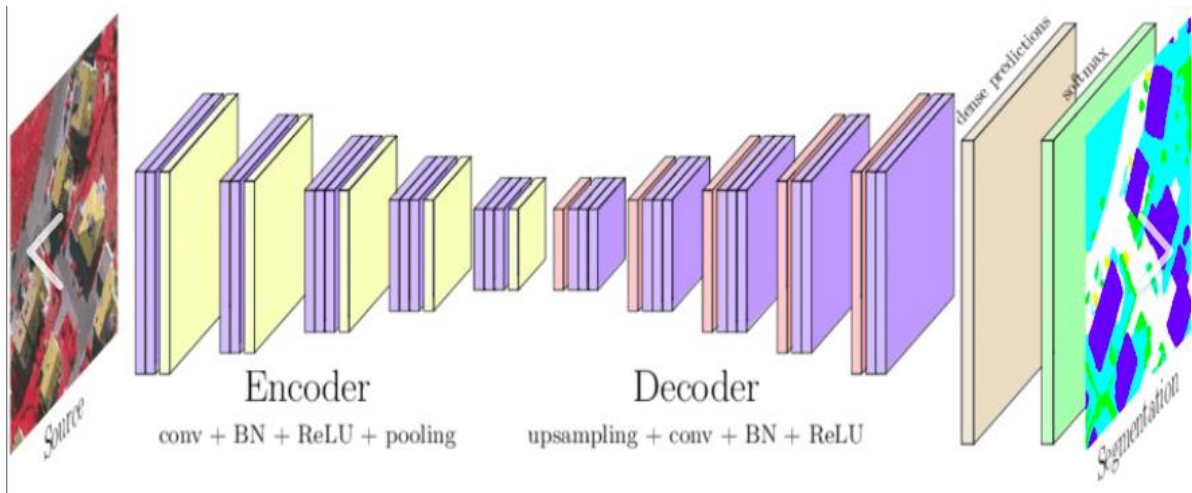 dense predictions
softmax
Encoder
Decoder
conv + BN + ReLU + pooling
upsampling + conv + BN + ReLU
Source
Segmentation